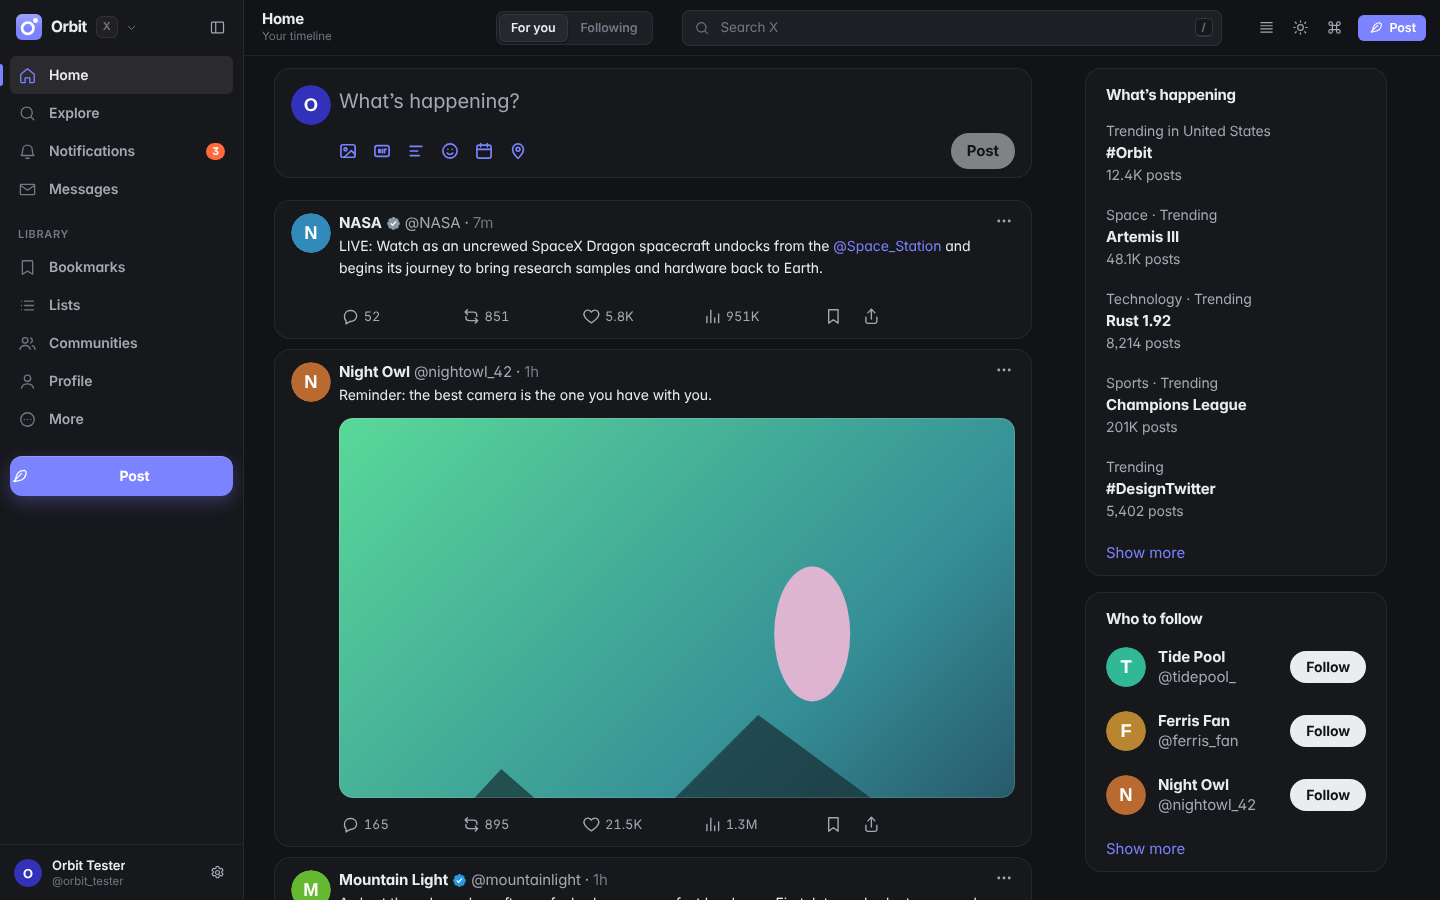 Orbit X
Home
Explore
Notifications 3
Messages
LIBRARY
Bookmarks
Lists
Communities
Profile
More
Post
Orbit Tester
@orbit_tester
Home
Your timeline
For you Following
Search X /
Post
O What's happening?
GIF
Post
N NASA @NASA · 7m
LIVE: Watch as an uncrewed SpaceX Dragon spacecraft undocks from the @Space_Station and
begins its journey to bring research samples and hardware back to Earth.
52 851 5.8K 951K
N Night Owl @nightowl_42 · 1h
Reminder: the best camera is the one you have with you.
165 895 21.5K 1.3M
M Mountain Light @mountainlight · 1h
What's happening
Trending in United States
#Orbit
12.4K posts
Space · Trending
Artemis III
48.1K posts
Technology · Trending
Rust 1.92
8,214 posts
Sports · Trending
Champions League
201K posts
Trending
#DesignTwitter
5,402 posts
Show more
Who to follow
T Tide Pool
@tidepool_
Follow
F Ferris Fan
@ferris_fan
Follow
N Night Owl
@nightowl_42
Follow
Show more
O